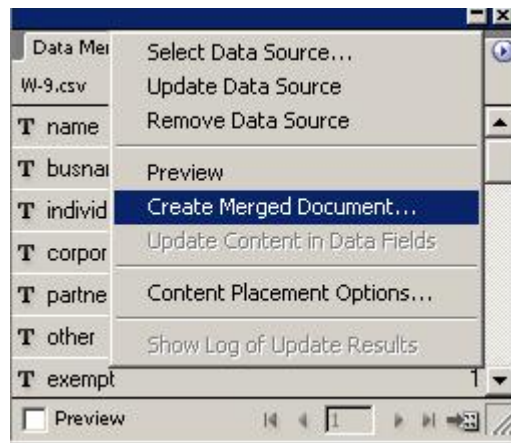 Data Mer
W-9.csv
T name
T busnar
T individ
T corpor
T partne
T other
T exempt 1
Select Data Source...
Update Data Source
Remove Data Source
Preview
Create Merged Document...
Update Content in Data Fields
Content Placement Options...
Show Log of Update Results
Preview 1